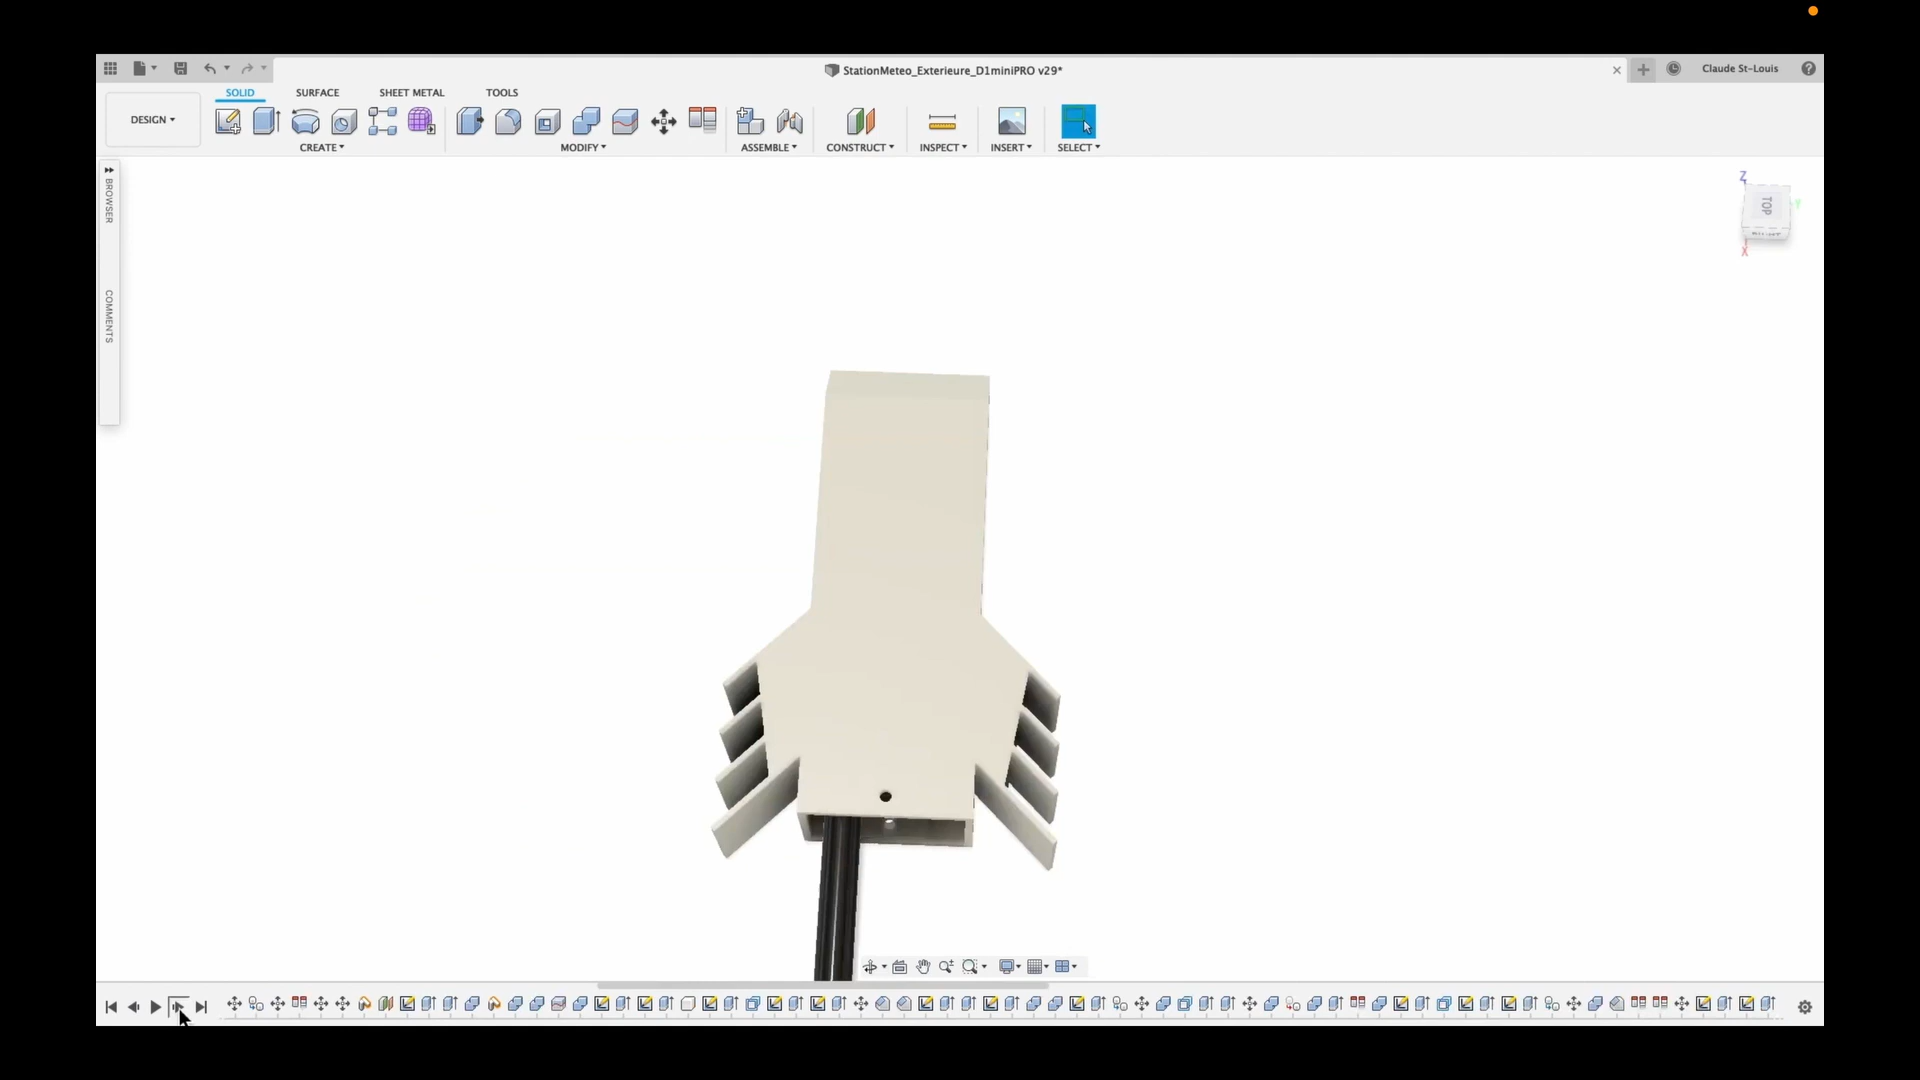 StationMeteo_Exterieure_D1miniPRO v29*
Claude St-Louis
SOLID SURFACE SHEET METAL TOOLS
DESIGN
CREATE MODIFY ASSEMBLE CONSTRUCT INSPECT INSERT SELECT
BROWSER
COMMENTS
Z
TOP
RIGHT
Y
X